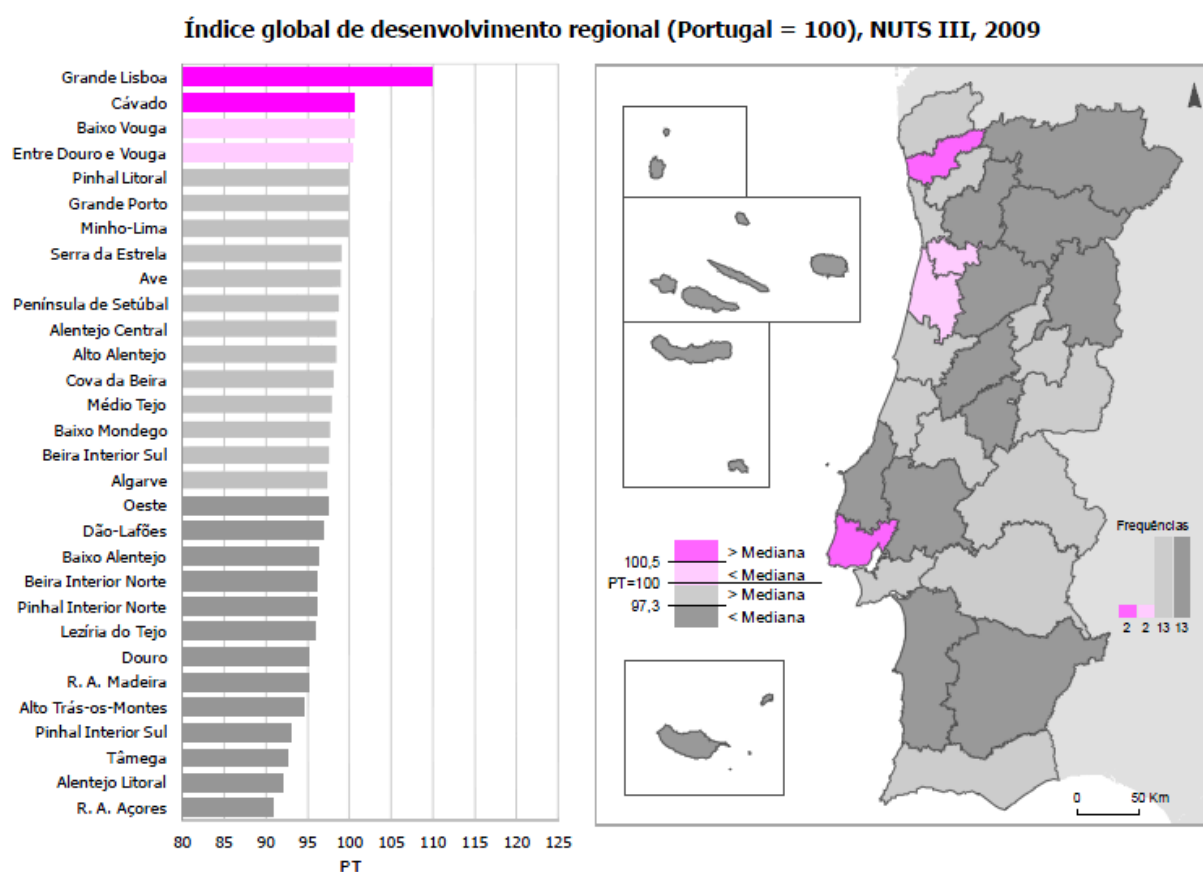 Índice global de desenvolvimento regional (Portugal = 100), NUTS III, 2009
Grande Lisboa
Cávado
Baixo Vouga
Entre Douro e Vouga
Pinhal Litoral
Grande Porto
Minho-Lima
Serra da Estrela
Ave
Península de Setúbal
Alentejo Central
Alto Alentejo
Cova da Beira
Médio Tejo
Baixo Mondego
Beira Interior Sul
Algarve
Oeste
Dão-Lafões
Baixo Alentejo
Beira Interior Norte
Pinhal Interior Norte
Lezíria do Tejo
Douro
R. A. Madeira
Alto Trás-os-Montes
Pinhal Interior Sul
Tâmega
Alentejo Litoral
R. A. Açores
80 85 90 95 100 105 110 115 120 125
PT
> Mediana
100,5
< Mediana
PT=100
> Mediana
97,3
< Mediana
Frequências
2 2 13 13
0 50 Km